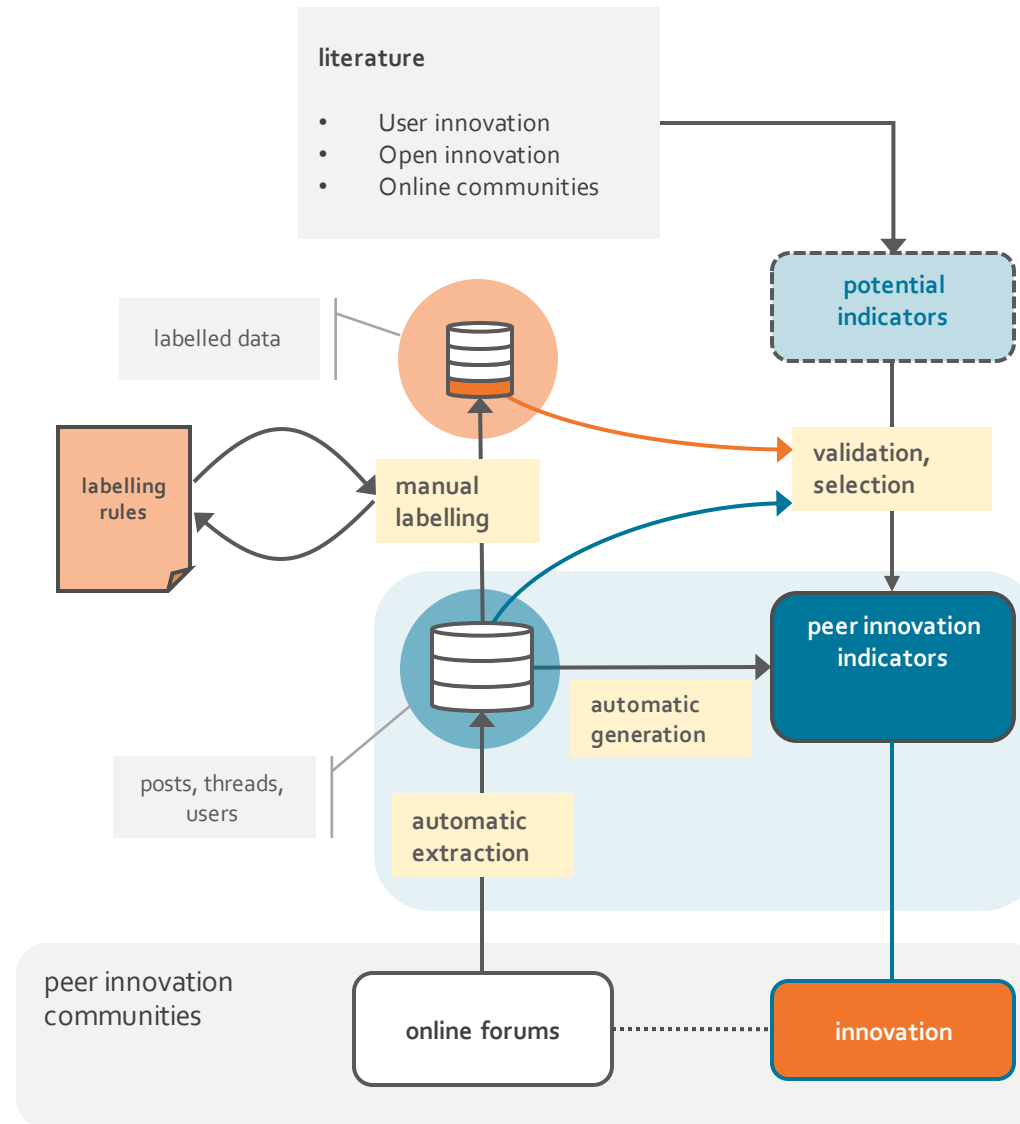 literature
• User innovation
• Open innovation
• Online communities
potential
indicators
labelled data
validation,
selection
labelling
rules
manual
labelling
peer innovation
indicators
automatic
generation
posts, threads,
users
automatic
extraction
peer innovation
communities
online forums
innovation